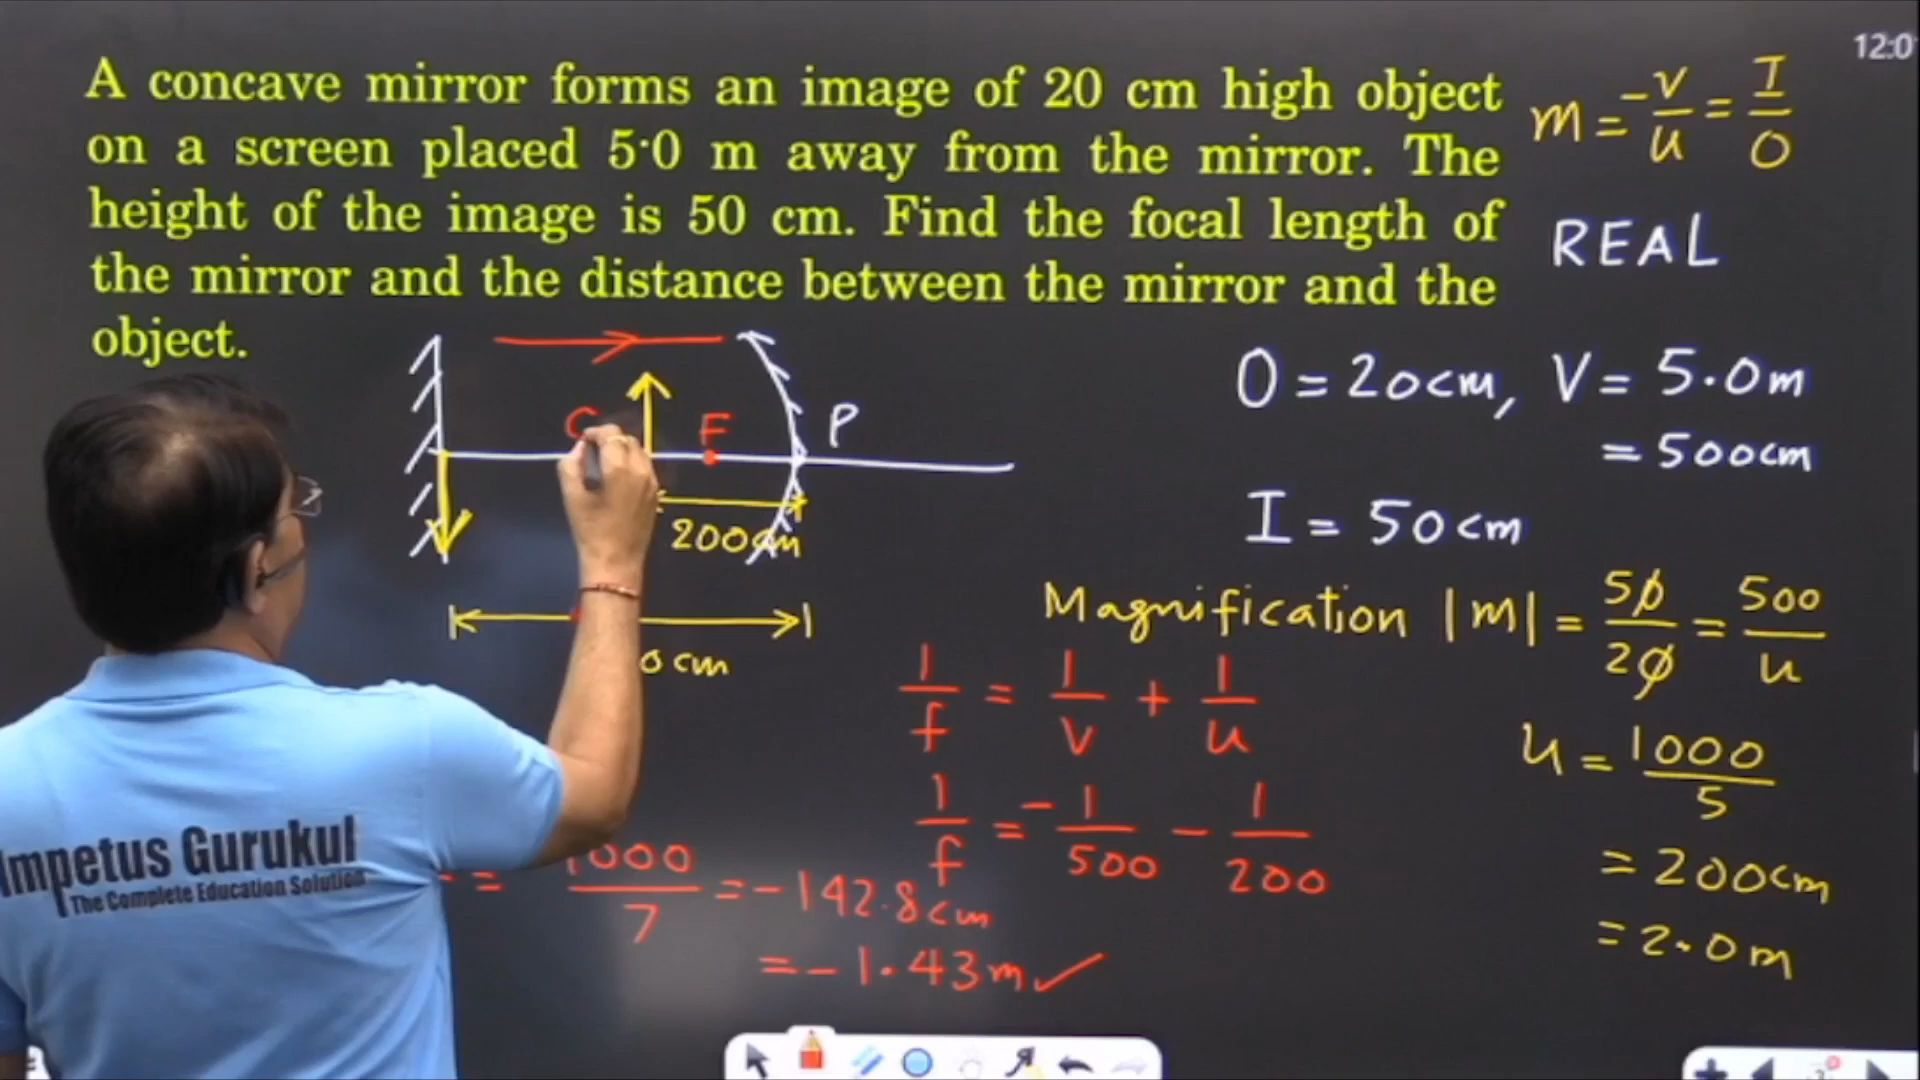 12:0
A concave mirror forms an image of 20 cm high object
on a screen placed 5·0 m away from the mirror. The
height of the image is 50 cm. Find the focal length of
the mirror and the distance between the mirror and the
object.
m = -v/u = I/O
REAL
O = 20cm, V = 5.0m
= 500cm
I = 50cm
C F P
200cm
0 cm
Magnification |m| = 50/20 = 500/u
1/f = 1/v + 1/u
u = 1000/5
1/f = -1/500 - 1/200
= 200cm
= 1000/7 = -142.8cm
= 2.0m
= -1.43m ✓
Impetus Gurukul
The Complete Education Solution